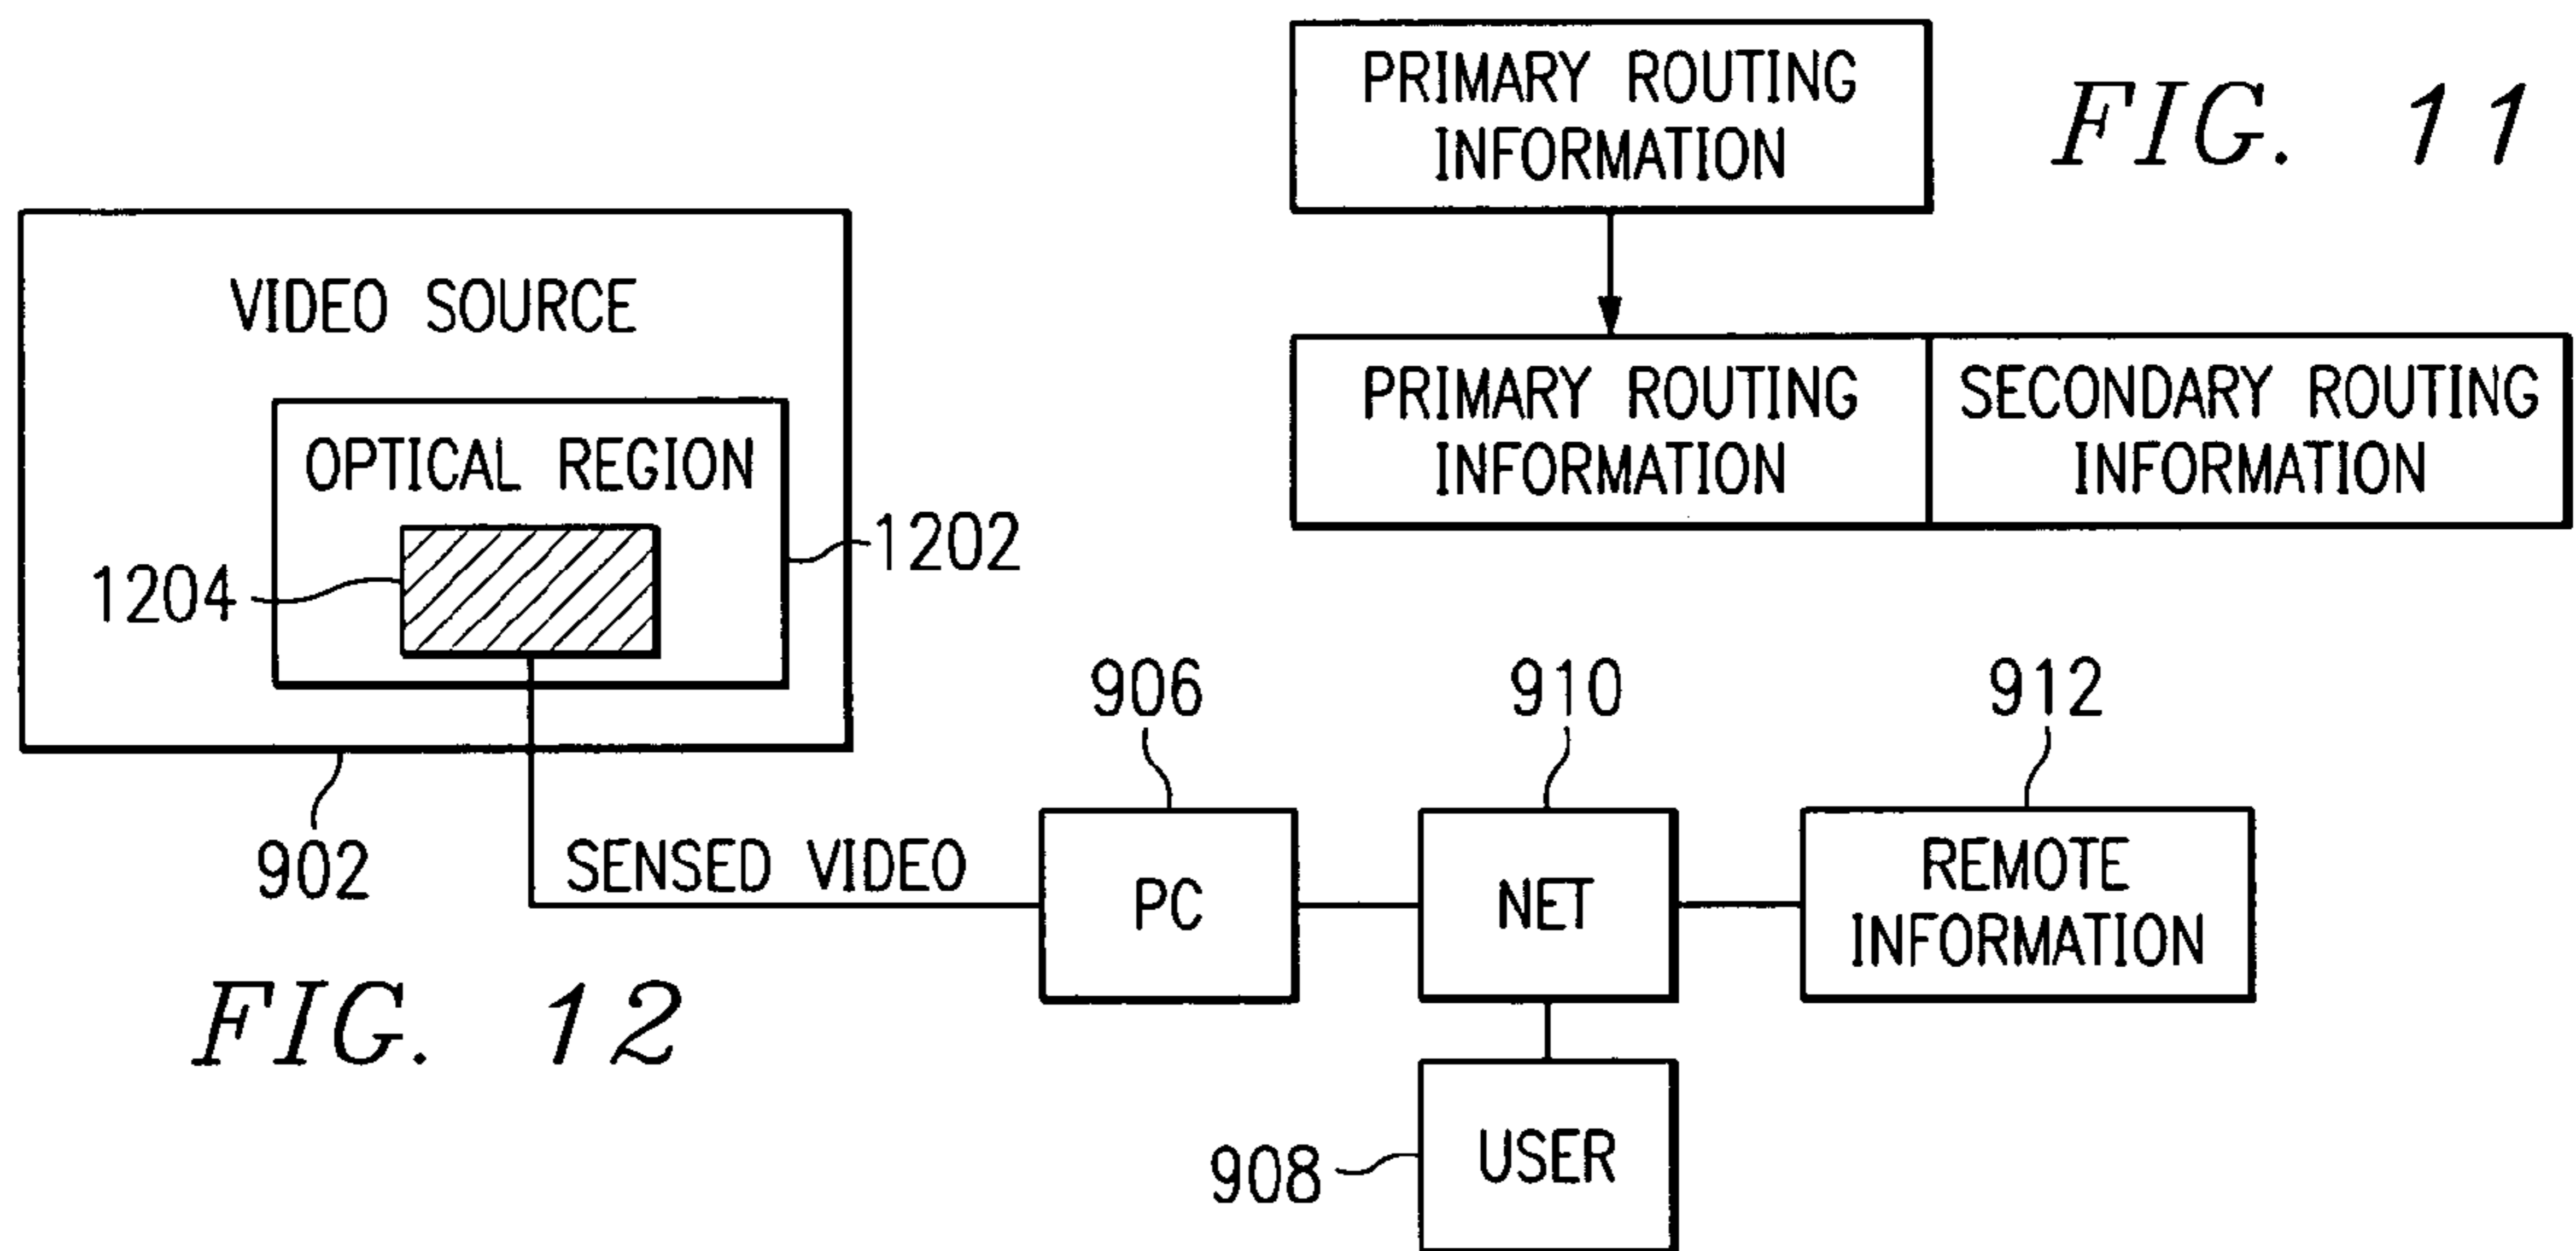 PRIMARY ROUTING
INFORMATION
FIG. 11
PRIMARY ROUTING
INFORMATION
SECONDARY ROUTING
INFORMATION
VIDEO SOURCE
OPTICAL REGION
1202
1204
902
SENSED VIDEO
906
PC
910
NET
912
REMOTE
INFORMATION
908
USER
FIG. 12